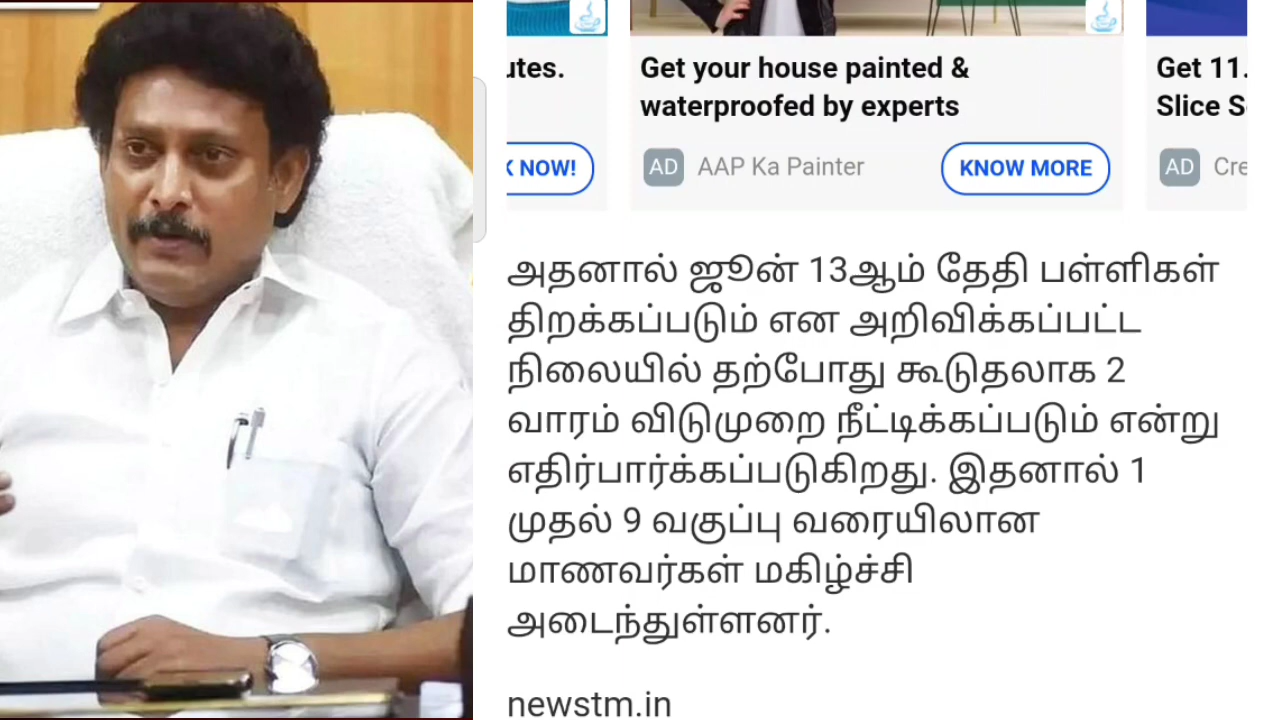 utes.
K NOW!
Get your house painted &
waterproofed by experts
AD AAP Ka Painter
KNOW MORE
Get 11.
Slice S
AD Cre
அதனால் ஜூன் 13ஆம் தேதி பள்ளிகள்
திறக்கப்படும் என அறிவிக்கப்பட்ட
நிலையில் தற்போது கூடுதலாக 2
வாரம் விடுமுறை நீட்டிக்கப்படும் என்று
எதிர்பார்க்கப்படுகிறது. இதனால் 1
முதல் 9 வகுப்பு வரையிலான
மாணவர்கள் மகிழ்ச்சி
அடைந்துள்ளனர்.
newstm.in